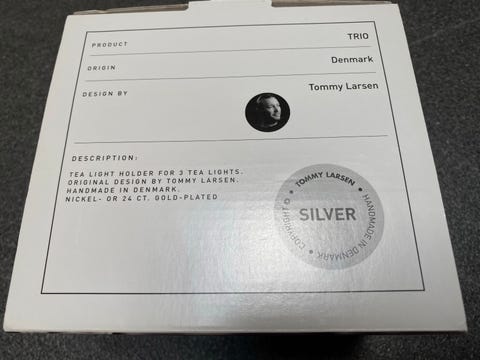 PRODUCT TRIO
ORIGIN Denmark
DESIGN BY Tommy Larsen
DESCRIPTION:
TEA LIGHT HOLDER FOR 3 TEA LIGHTS.
ORIGINAL DESIGN BY TOMMY LARSEN.
HANDMADE IN DENMARK.
NICKEL- OR 24 CT. GOLD-PLATED
• TOMMY LARSEN •
HANDMADE IN DENMARK
• COPYRIGHT ©
SILVER